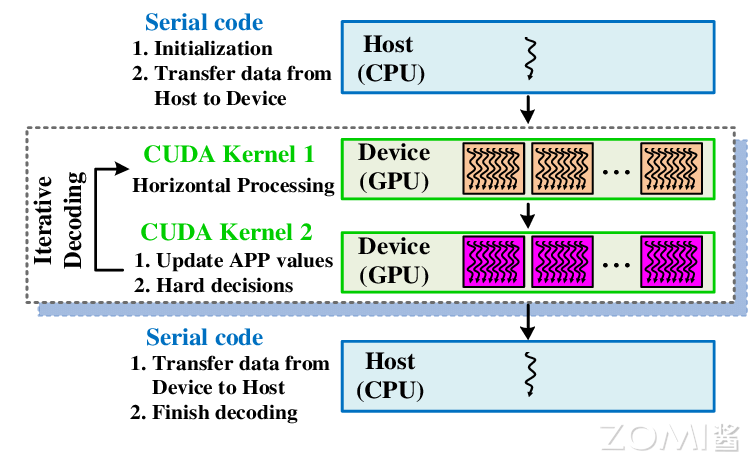 Serial code
1. Initialization
2. Transfer data from
Host to Device
Host
(CPU)
Iterative
Decoding
CUDA Kernel 1
Horizontal Processing
Device
(GPU)
...
CUDA Kernel 2
1. Update APP values
2. Hard decisions
Device
(GPU)
...
Serial code
1. Transfer data from
Device to Host
2. Finish decoding
Host
(CPU)
ZOMI酱